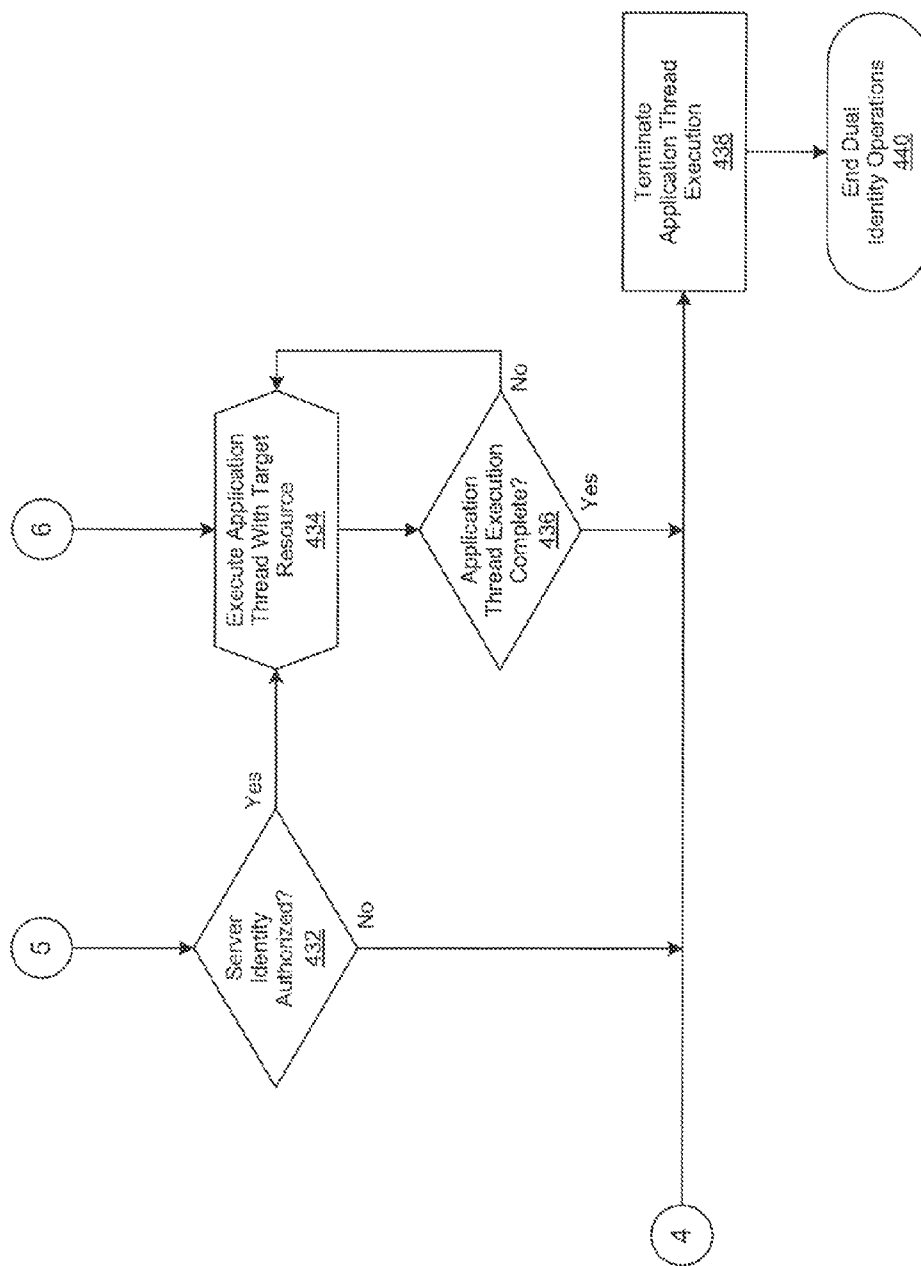 5
6
Server
Identity
Authorized?
432
Yes
No
Execute Application
Thread With Target
Resource
434
Application
Thread Execution
Complete?
436
No
Yes
4
Terminate
Application Thread
Execution
438
End Dual
Identity Operations
440